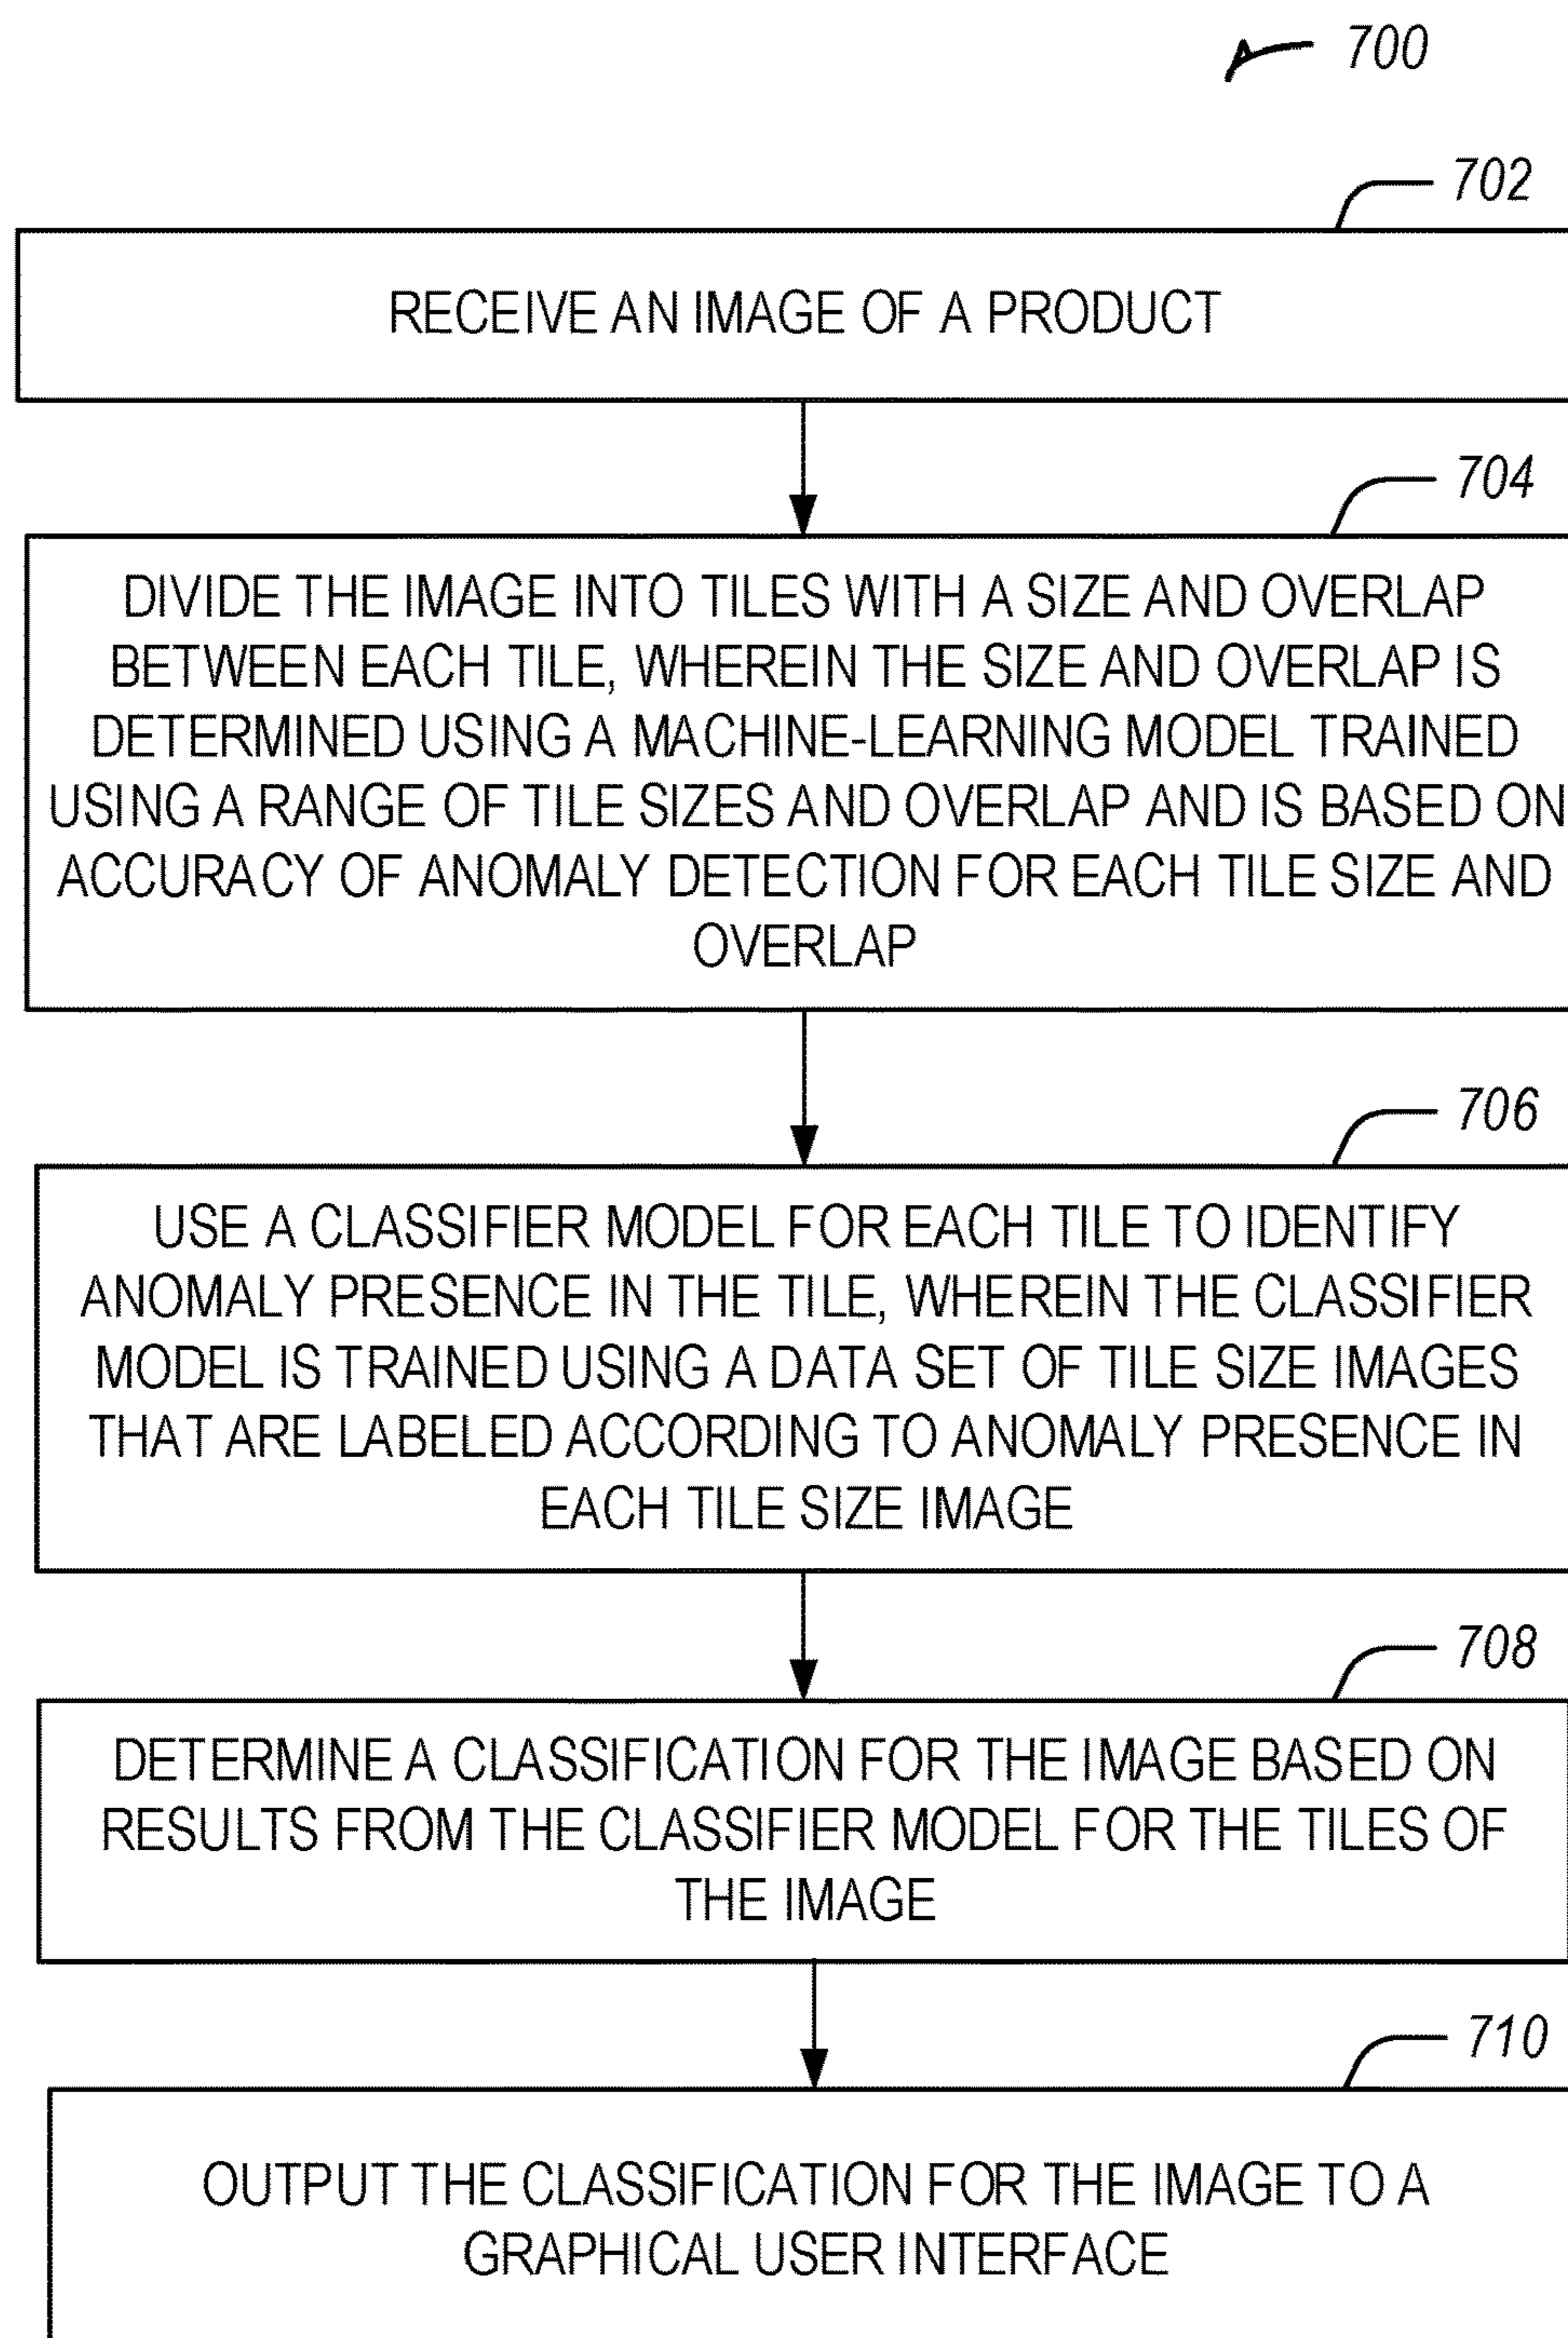 700
702
RECEIVE AN IMAGE OF A PRODUCT
704
DIVIDE THE IMAGE INTO TILES WITH A SIZE AND OVERLAP
BETWEEN EACH TILE, WHEREIN THE SIZE AND OVERLAP IS
DETERMINED USING A MACHINE-LEARNING MODEL TRAINED
USING A RANGE OF TILE SIZES AND OVERLAP AND IS BASED ON
ACCURACY OF ANOMALY DETECTION FOR EACH TILE SIZE AND
OVERLAP
706
USE A CLASSIFIER MODEL FOR EACH TILE TO IDENTIFY
ANOMALY PRESENCE IN THE TILE, WHEREIN THE CLASSIFIER
MODEL IS TRAINED USING A DATA SET OF TILE SIZE IMAGES
THAT ARE LABELED ACCORDING TO ANOMALY PRESENCE IN
EACH TILE SIZE IMAGE
708
DETERMINE A CLASSIFICATION FOR THE IMAGE BASED ON
RESULTS FROM THE CLASSIFIER MODEL FOR THE TILES OF
THE IMAGE
710
OUTPUT THE CLASSIFICATION FOR THE IMAGE TO A
GRAPHICAL USER INTERFACE